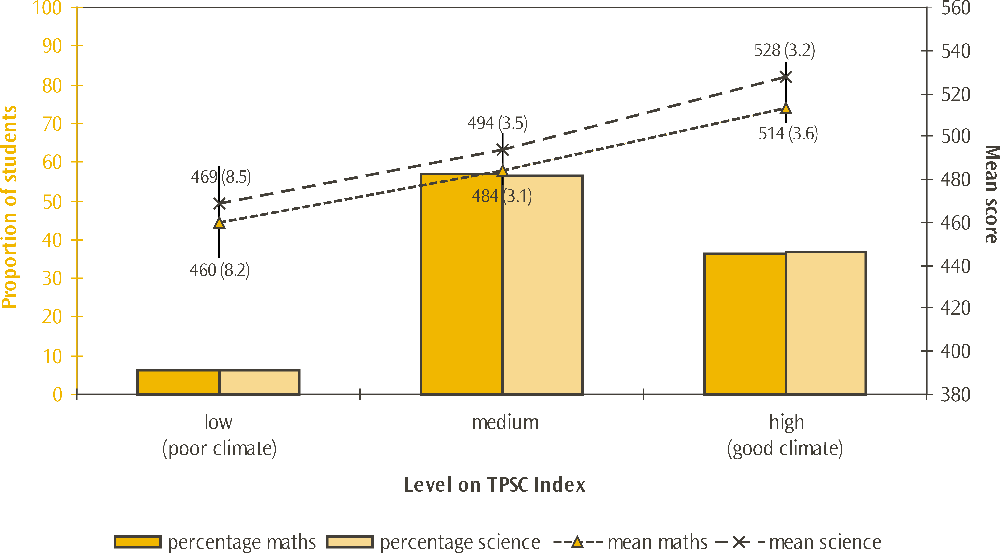 100
90
80
70
60
50
40
30
20
10
0
Proportion of students
560
540
520
500
480
460
440
420
400
380
Mean score
469 (8.5)
460 (8.2)
494 (3.5)
484 (3.1)
528 (3.2)
514 (3.6)
low
(poor climate)
medium
high
(good climate)
Level on TPSC Index
percentage maths
percentage science
mean maths
mean science